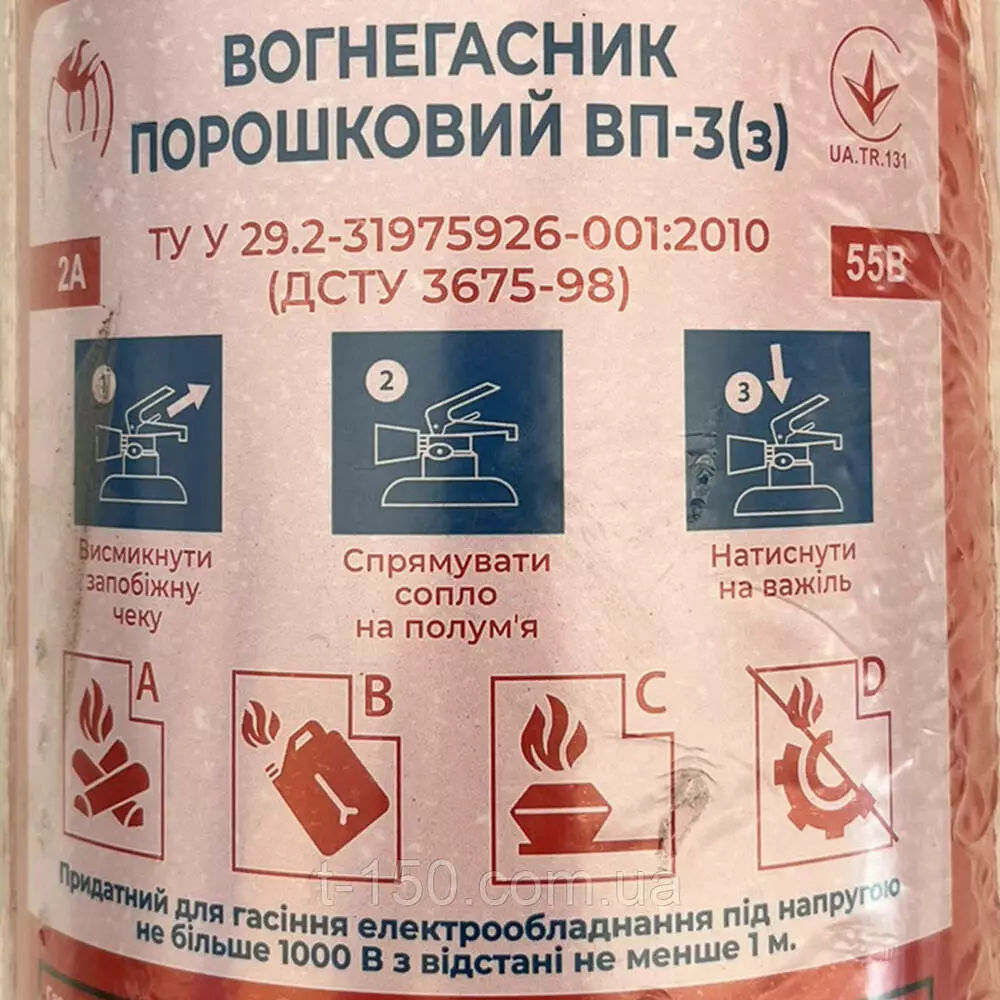 ВОГНЕГАСНИК
ПОРОШКОВИЙ ВП-3(з)
UA.TR.131
ТУ У 29.2-31975926-001:2010
(ДСТУ 3675-98)
2A
55B
1
2
3
Висмикнути
запобіжну
чеку
Спрямувати
сопло
на полум'я
Натиснути
на важіль
A
B
C
D
t-150.com.ua
Придатний для гасіння електрообладнання під напругою
не більше 1000 В з відстані не менше 1 м.